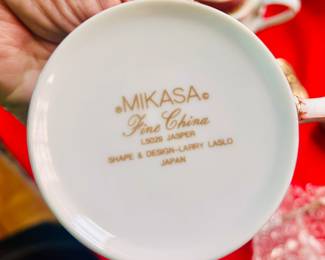 ©MIKASA©
Fine China
L5029 JASPER
SHAPE & DESIGN-LARRY LASLO
JAPAN